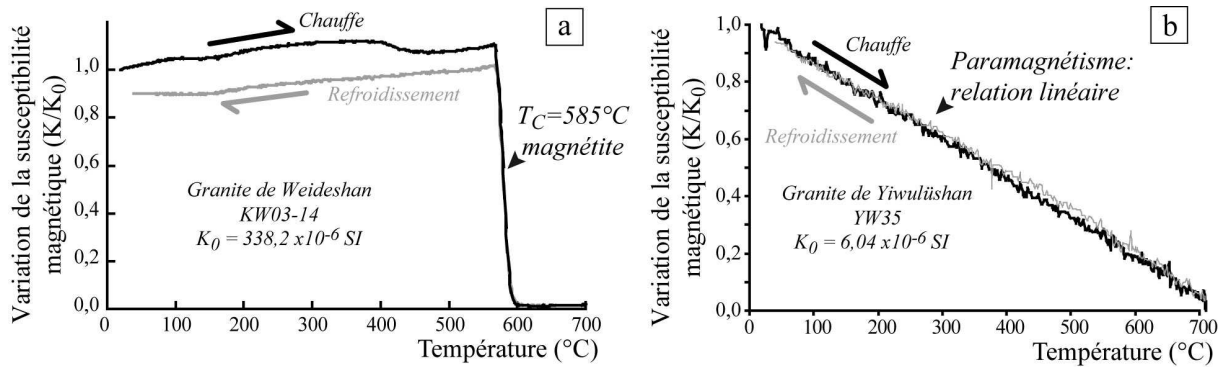 Variation de la susceptibilité
magnétique (K/K0)
1,0
0,8
0,6
0,4
0,2
0,0
Chauffe
a
Refroidissement
TC=585°C
magnétite
Granite de Weideshan
KW03-14
K0 = 338,2 x10-6 SI
100 200 300 400 500 600 700
Température (°C)
Variation de la susceptibilité
magnétique (K/K0)
1,0
0,8
0,6
0,4
0,2
0,0
Chauffe
b
Paramagnétisme:
relation linéaire
Refroidissement
Granite de Yiwulüshan
YW35
K0 = 6,04 x10-6 SI
0 100 200 300 400 500 600 700
Température (°C)